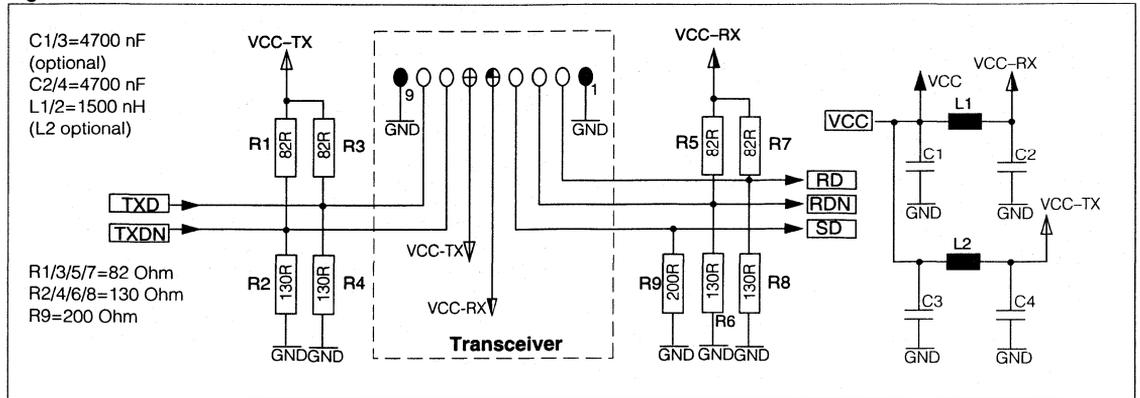 C1/3=4700 nF
(optional)
C2/4=4700 nF
L1/2=1500 nH
(L2 optional)
VCC–TX
R1
82R
82R
R3
TXD
TXDN
R2
130R
130R
R4
GND
GND
R1/3/5/7=82 Ohm
R2/4/6/8=130 Ohm
R9=200 Ohm
9
1
GND
GND
VCC-TX
VCC-RX
Transceiver
VCC–RX
R5
82R
82R
R7
RD
RDN
SD
R9
200R
130R
130R
R8
R6
GND
GND
GND
VCC
VCC
L1
VCC–RX
C1
C2
GND
GND
VCC–TX
L2
C3
C4
GND
GND